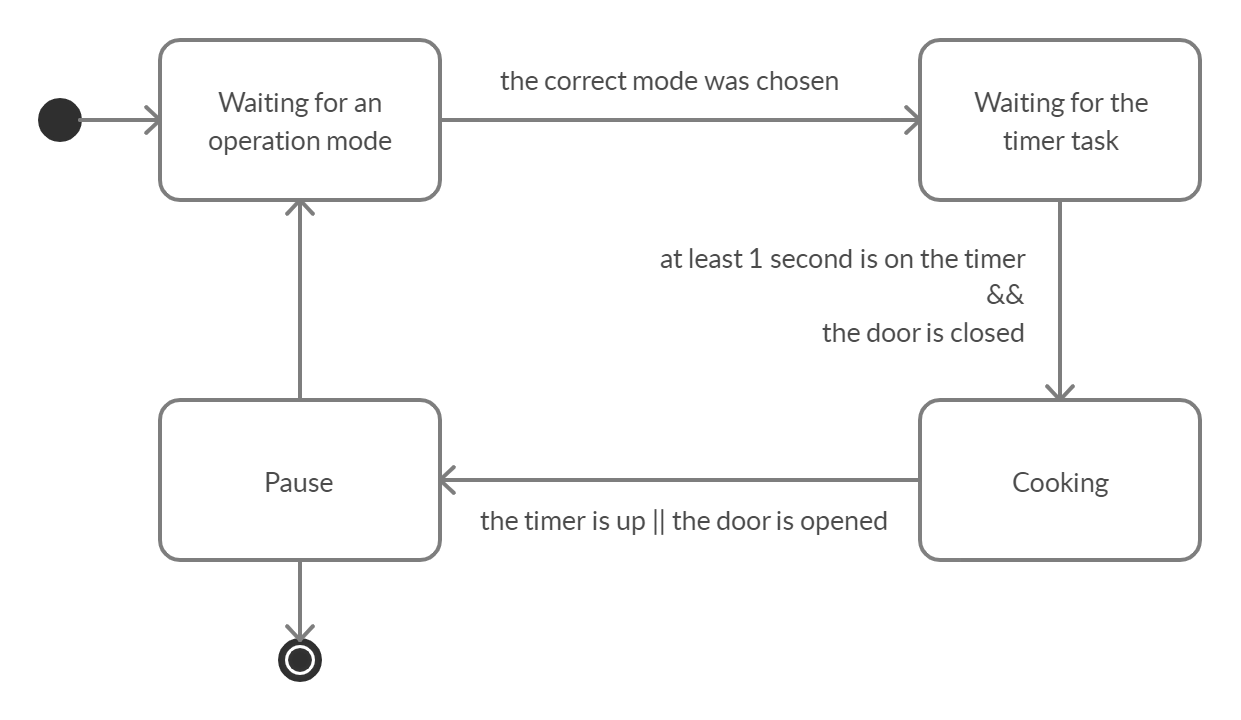 Waiting for an
operation mode
the correct mode was chosen
Waiting for the
timer task
at least 1 second is on the timer
&&
the door is closed
Pause
the timer is up || the door is opened
Cooking